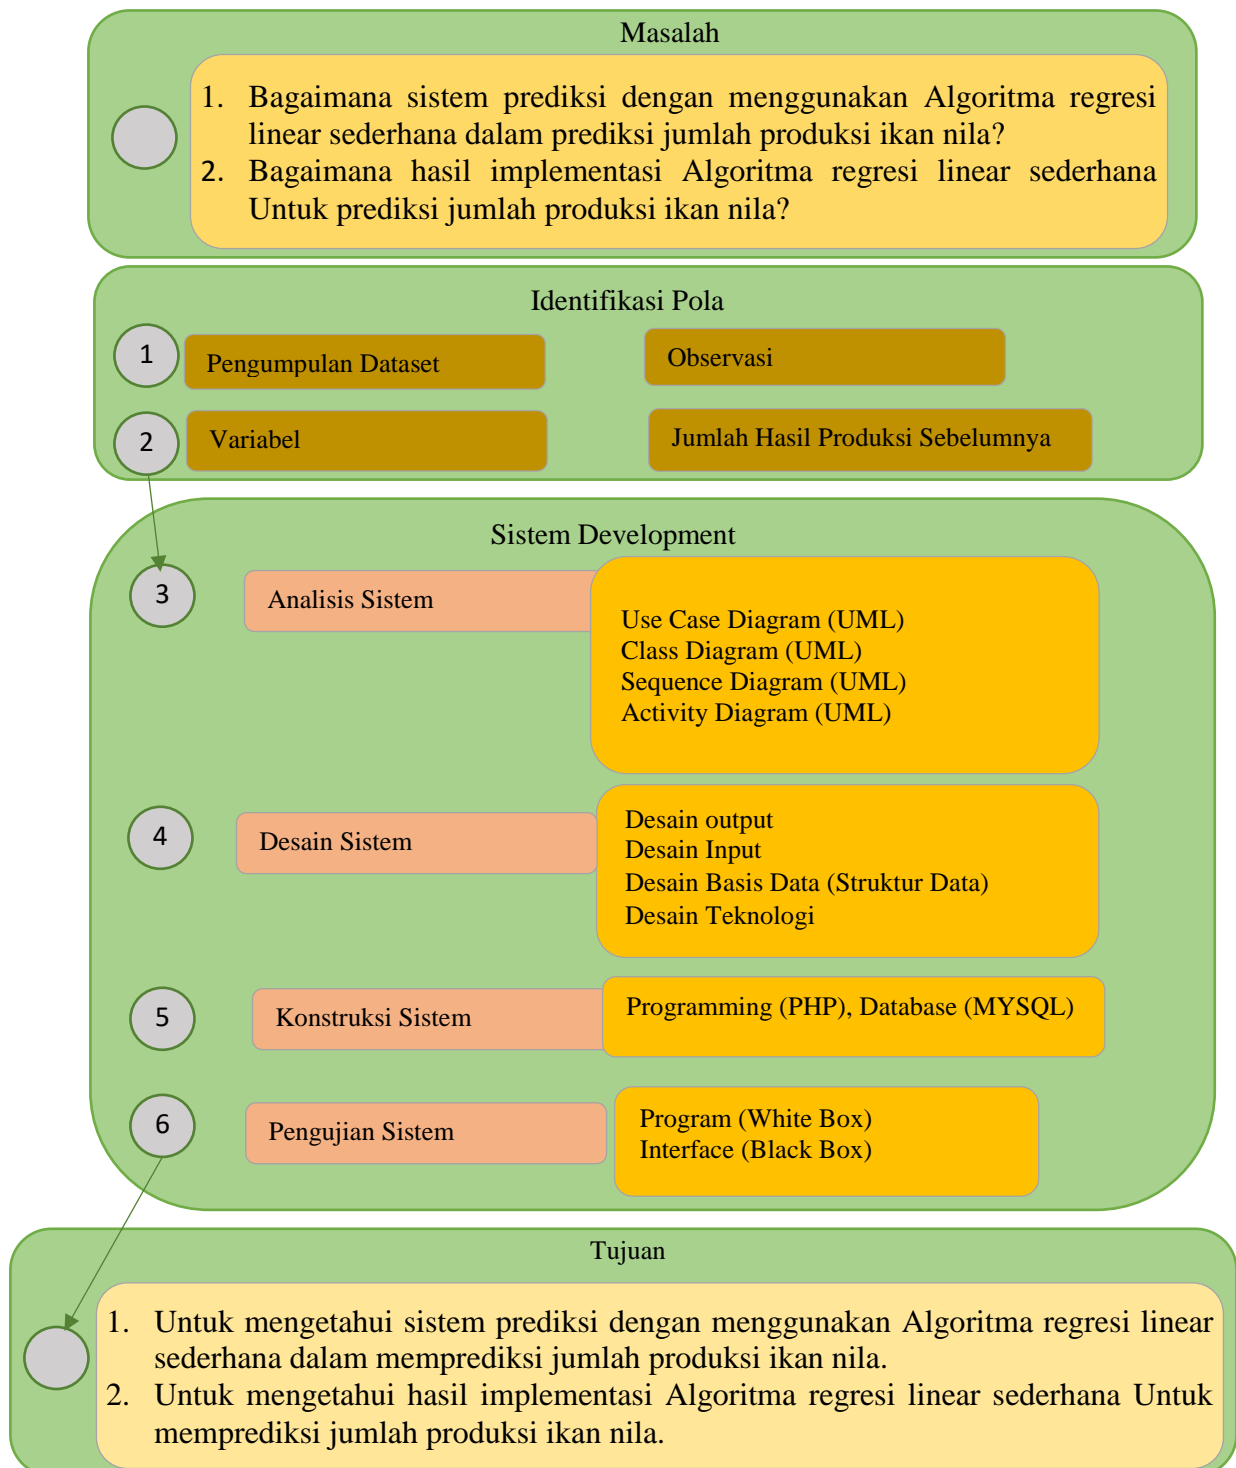 Masalah
1. Bagaimana sistem prediksi dengan menggunakan Algoritma regresi
linear sederhana dalam prediksi jumlah produksi ikan nila?
2. Bagaimana hasil implementasi Algoritma regresi linear sederhana
Untuk prediksi jumlah produksi ikan nila?
Identifikasi Pola
1 Pengumpulan Dataset Observasi
2 Variabel Jumlah Hasil Produksi Sebelumnya
Sistem Development
3 Analisis Sistem
Use Case Diagram (UML)
Class Diagram (UML)
Sequence Diagram (UML)
Activity Diagram (UML)
4 Desain Sistem
Desain output
Desain Input
Desain Basis Data (Struktur Data)
Desain Teknologi
5 Konstruksi Sistem
Programming (PHP), Database (MYSQL)
6 Pengujian Sistem
Program (White Box)
Interface (Black Box)
Tujuan
1. Untuk mengetahui sistem prediksi dengan menggunakan Algoritma regresi linear
sederhana dalam memprediksi jumlah produksi ikan nila.
2. Untuk mengetahui hasil implementasi Algoritma regresi linear sederhana Untuk
memprediksi jumlah produksi ikan nila.